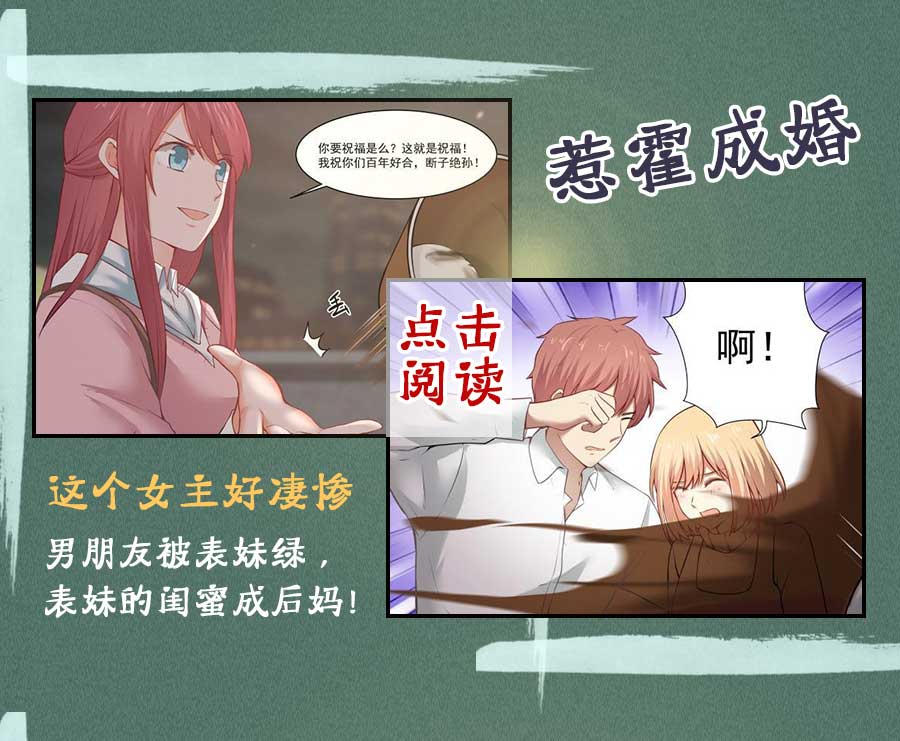 惹霍成婚
你要祝福是么？这就是祝福！
我祝你们百年好合，断子绝孙！
丢
点击
阅读
啊！
这个女主好凄惨
男朋友被表妹绿，
表妹的闺蜜成后妈！